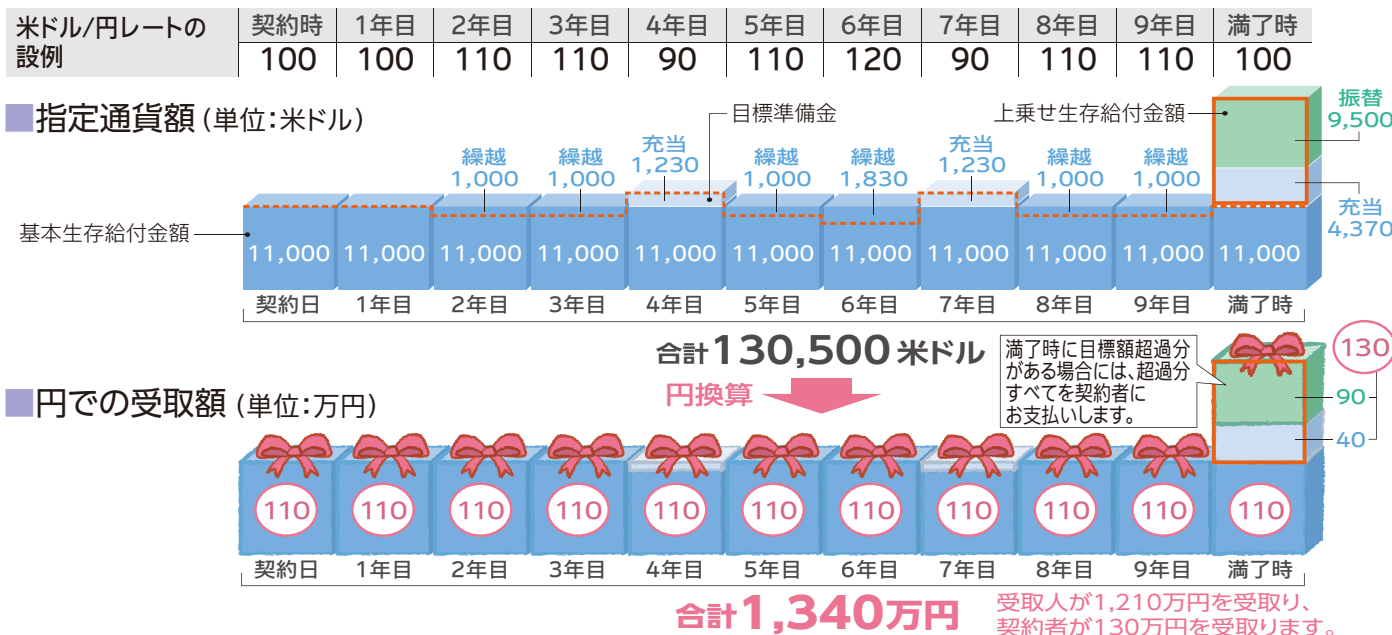 米ドル/円レートの
設例
契約時 1年目 2年目 3年目 4年目 5年目 6年目 7年目 8年目 9年目 満了時
100 100 110 110 90 110 120 90 110 110 100
■指定通貨額(単位:米ドル)
目標準備金
上乗せ生存給付金額
振替
9,500
繰越
1,000
繰越
1,000
充当
1,230
繰越
1,000
繰越
1,830
充当
1,230
繰越
1,000
繰越
1,000
充当
4,370
基本生存給付金額
11,000 11,000 11,000 11,000 11,000 11,000 11,000 11,000 11,000 11,000 11,000
契約日 1年目 2年目 3年目 4年目 5年目 6年目 7年目 8年目 9年目 満了時
合計130,500米ドル
円換算
満了時に目標額超過分
がある場合には、超過分
すべてを契約者に
お支払いします。
130
90
40
■円での受取額(単位:万円)
110 110 110 110 110 110 110 110 110 110 110
契約日 1年目 2年目 3年目 4年目 5年目 6年目 7年目 8年目 9年目 満了時
合計1,340万円
受取人が1,210万円を受取り、
契約者が130万円を受取ります。